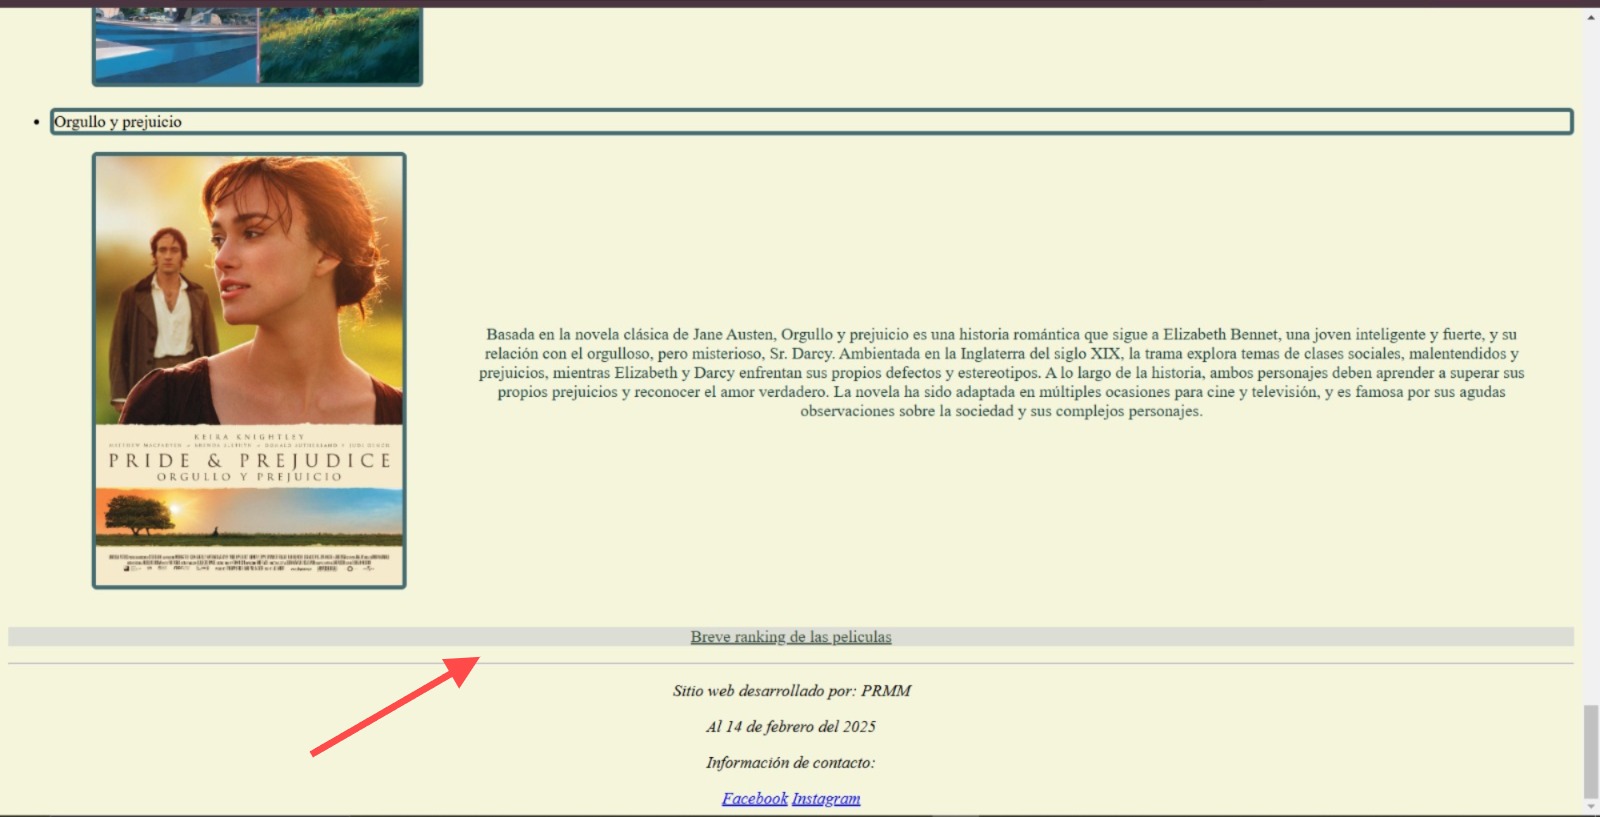 Orgullo y prejuicio
KEIRA KNIGHTLEY
PRIDE & PREJUDICE
ORGULLO Y PREJUICIO
Basada en la novela clásica de Jane Austen, Orgullo y prejuicio es una historia romántica que sigue a Elizabeth Bennet, una joven inteligente y fuerte, y su
relación con el orgulloso, pero misterioso, Sr. Darcy. Ambientada en la Inglaterra del siglo XIX, la trama explora temas de clases sociales, malentendidos y
prejuicios, mientras Elizabeth y Darcy enfrentan sus propios defectos y estereotipos. A lo largo de la historia, ambos personajes deben aprender a superar sus
propios prejuicios y reconocer el amor verdadero. La novela ha sido adaptada en múltiples ocasiones para cine y televisión, y es famosa por sus agudas
observaciones sobre la sociedad y sus complejos personajes.
Breve ranking de las peliculas
Sitio web desarrollado por: PRMM
Al 14 de febrero del 2025
Información de contacto:
Facebook Instagram